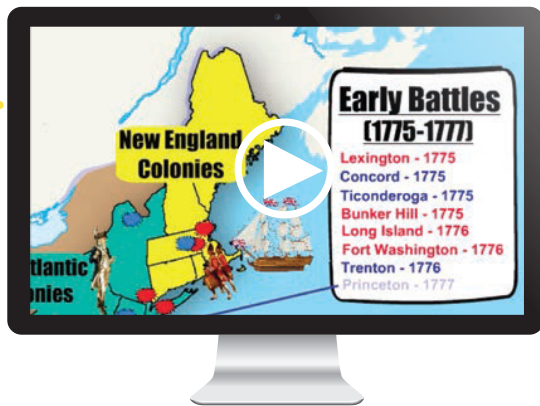 New England
Colonies
tlantic
onies
Early Battles
(1775-1777)
Lexington - 1775
Concord - 1775
Ticonderoga - 1775
Bunker Hill - 1775
Long Island - 1776
Fort Washington - 1776
Trenton - 1776
Princeton - 1777